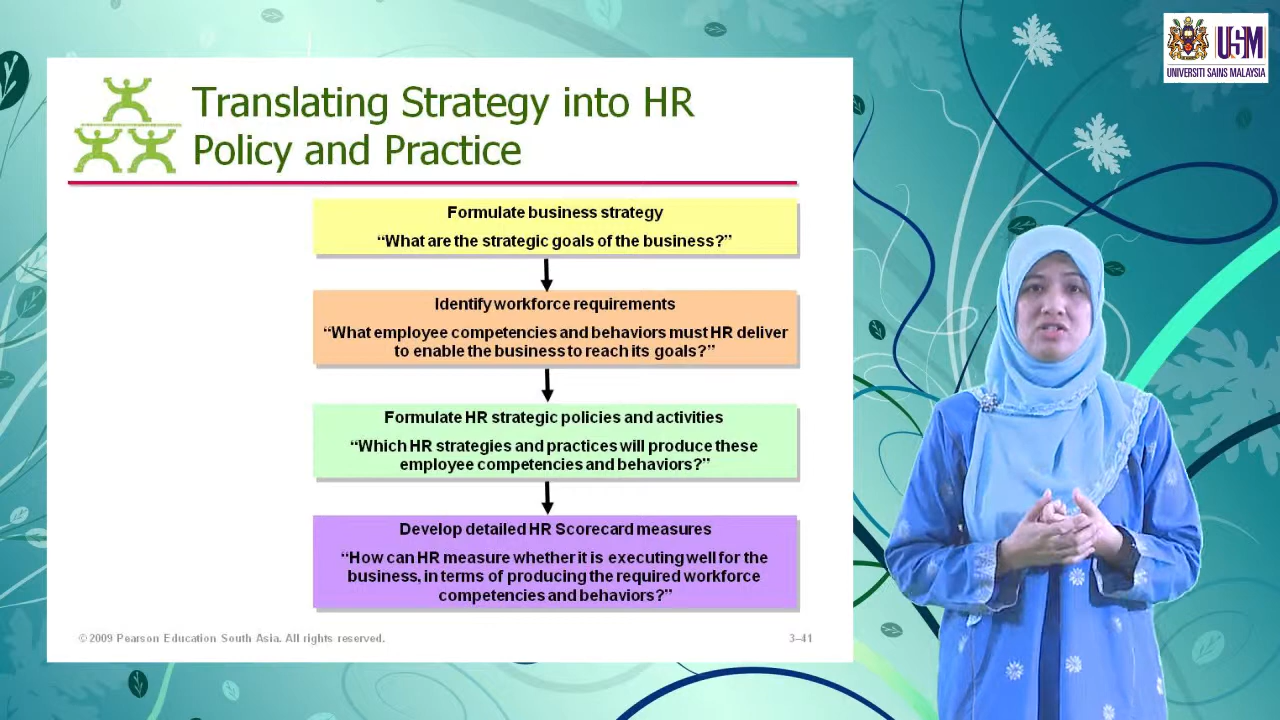 USM
UNIVERSITI SAINS MALAYSIA
Translating Strategy into HR
Policy and Practice
Formulate business strategy
“What are the strategic goals of the business?”
Identify workforce requirements
“What employee competencies and behaviors must HR deliver
to enable the business to reach its goals?”
Formulate HR strategic policies and activities
“Which HR strategies and practices will produce these
employee competencies and behaviors?”
Develop detailed HR Scorecard measures
“How can HR measure whether it is executing well for the
business, in terms of producing the required workforce
competencies and behaviors?”
© 2009 Pearson Education South Asia. All rights reserved.
3–41